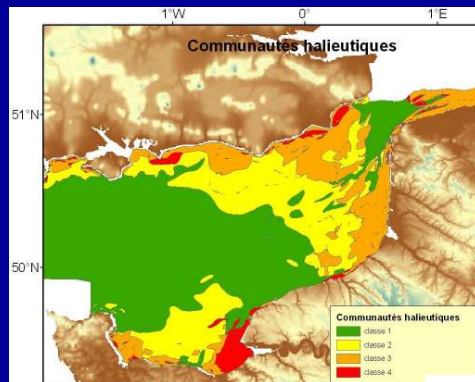 1°W 0° 1°E
Communautés halieutiques
51°N
50°N
Communautés halieutiques
classe 1
classe 2
classe 3
classe 4